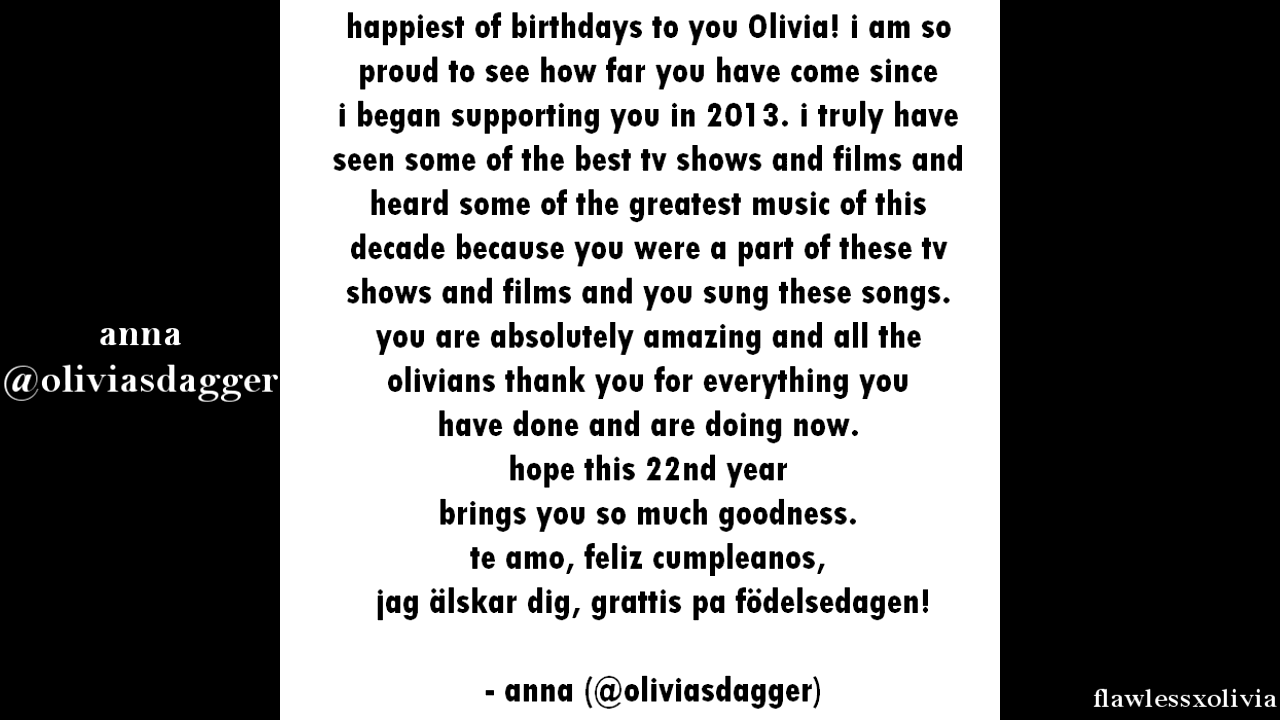 happiest of birthdays to you Olivia! i am so
proud to see how far you have come since
i began supporting you in 2013. i truly have
seen some of the best tv shows and films and
heard some of the greatest music of this
decade because you were a part of these tv
shows and films and you sung these songs.
you are absolutely amazing and all the
olivians thank you for everything you
have done and are doing now.
hope this 22nd year
brings you so much goodness.
te amo, feliz cumpleanos,
jag älskar dig, grattis pa födelsedagen!
- anna (@oliviasdagger)
anna
@oliviasdagger
flawlessxolivia